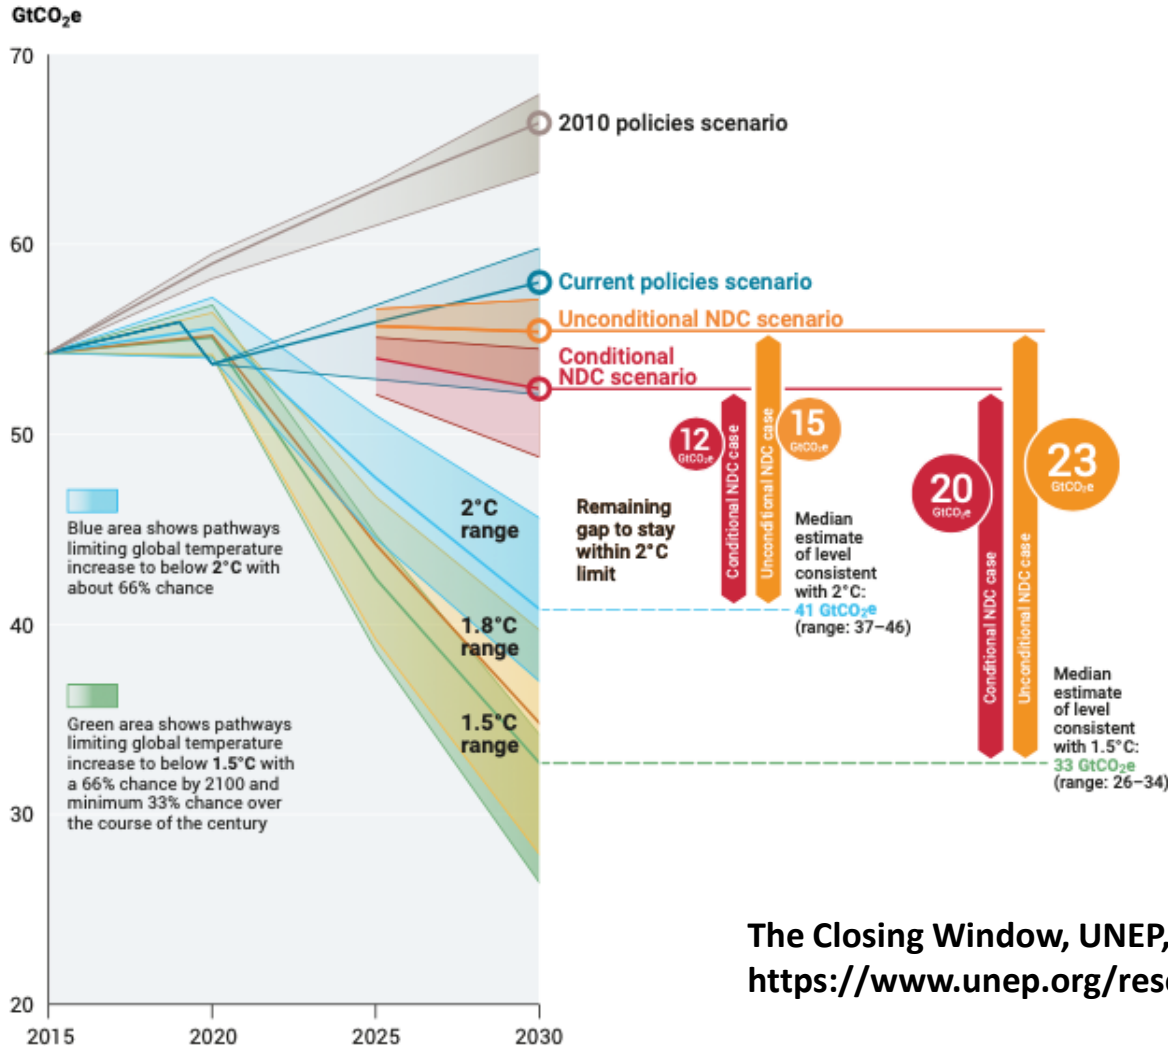 GtCO₂e
70
60
50
40
30
20
2015
2020
2025
2030
2010 policies scenario
Current policies scenario
Unconditional NDC scenario
Conditional
NDC scenario
2°C
range
1.8°C
range
1.5°C
range
Blue area shows pathways
limiting global temperature
increase to below 2°C with
about 66% chance
Green area shows pathways
limiting global temperature
increase to below 1.5°C with
a 66% chance by 2100 and
minimum 33% chance over
the course of the century
Remaining
gap to stay
within 2°C
limit
12
GtCO₂e
Conditional NDC case
Unconditional NDC case
15
GtCO₂e
Median
estimate
of level
consistent
with 2°C:
41 GtCO₂e
(range: 37–46)
20
GtCO₂e
Conditional NDC case
Unconditional NDC case
23
GtCO₂e
Median
estimate
of level
consistent
with 1.5°C:
33 GtCO₂e
(range: 26–34)
The Closing Window, UNEP,
https://www.unep.org/rese